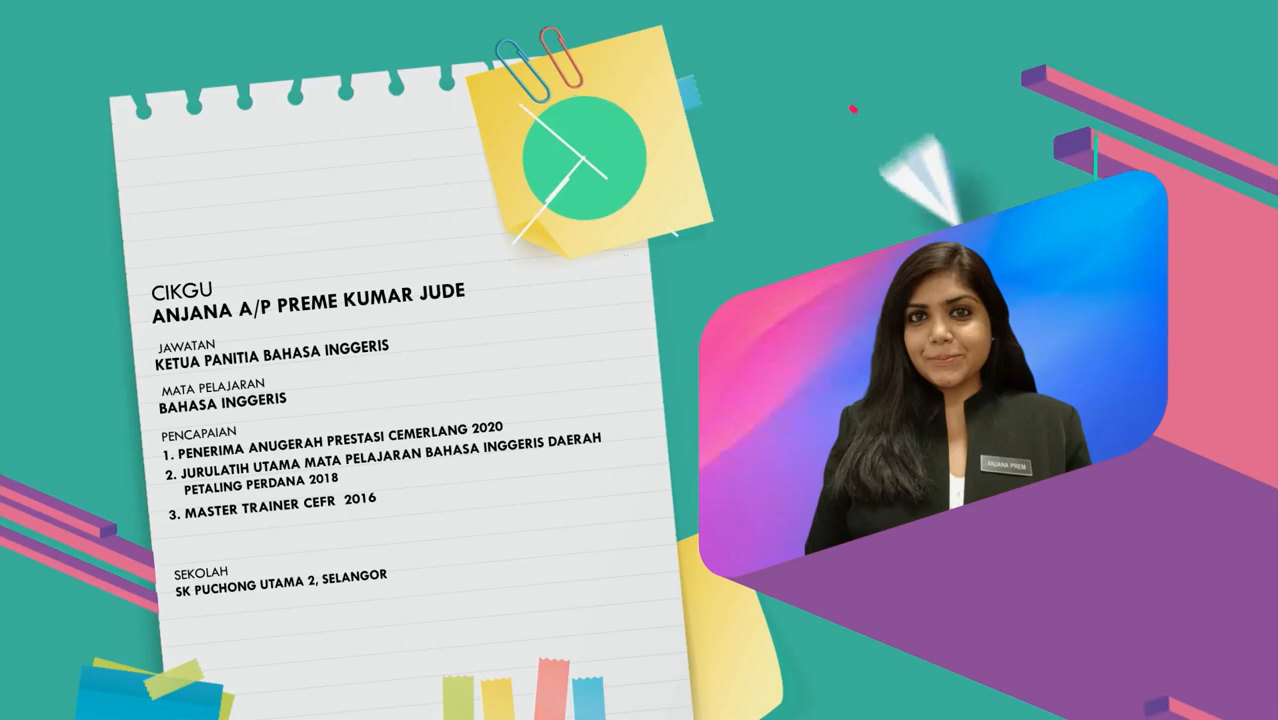 CIKGU
ANJANA A/P PREME KUMAR JUDE
JAWATAN
KETUA PANITIA BAHASA INGGERIS
MATA PELAJARAN
BAHASA INGGERIS
PENCAPAIAN
1. PENERIMA ANUGERAH PRESTASI CEMERLANG 2020
2. JURULATIH UTAMA MATA PELAJARAN BAHASA INGGERIS DAERAH
PETALING PERDANA 2018
3. MASTER TRAINER CEFR 2016
SEKOLAH
SK PUCHONG UTAMA 2, SELANGOR
ANJANA PREM